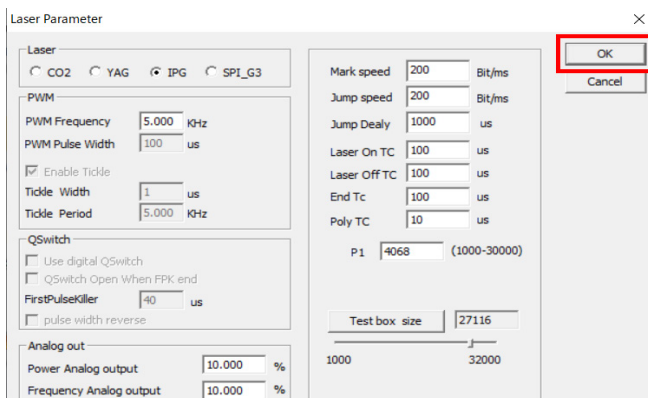 Laser Parameter
Laser
CO2 YAG IPG SPI_G3
PWM
PWM Frequency 5.000 KHz
PWM Pulse Width 100 us
Enable Tickle
Tickle Width 1 us
Tickle Period 5.000 KHz
QSwitch
Use digital QSwitch
QSwitch Open When FPK end
FirstPulseKiller 40 us
pulse width reverse
Analog out
Power Analog output 10.000 %
Frequency Analog output 10.000 %
Mark speed 200 Bit/ms
Jump speed 200 Bit/ms
Jump Dealy 1000 us
Laser On TC 100 us
Laser Off TC 100 us
End Tc 100 us
Poly TC 10 us
P1 4068 (1000-30000)
Test box size 27116
1000 32000
OK
Cancel